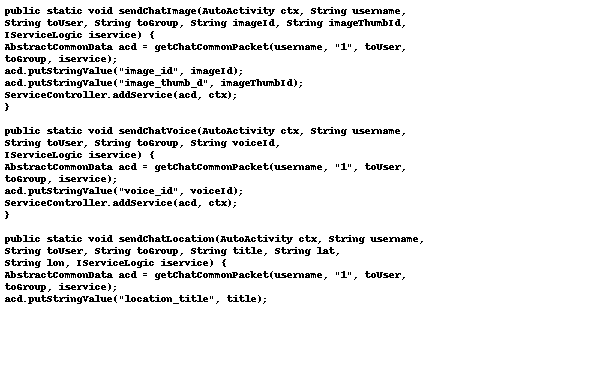 public static void sendChatImage(AutoActivity ctx, String username,
String toUser, String toGroup, String imageId, String imageThumbId,
IServiceLogic iservice) {
AbstractCommonData acd = getChatCommonPacket(username, "1", toUser,
toGroup, iservice);
acd.putStringValue("image_id", imageId);
acd.putStringValue("image_thumb_d", imageThumbId);
ServiceController.addService(acd, ctx);
}
public static void sendChatVoice(AutoActivity ctx, String username,
String toUser, String toGroup, String voiceId,
IServiceLogic iservice) {
AbstractCommonData acd = getChatCommonPacket(username, "1", toUser,
toGroup, iservice);
acd.putStringValue("voice_id", voiceId);
ServiceController.addService(acd, ctx);
}
public static void sendChatLocation(AutoActivity ctx, String username,
String toUser, String toGroup, String title, String lat,
String lon, IServiceLogic iservice) {
AbstractCommonData acd = getChatCommonPacket(username, "1", toUser,
toGroup, iservice);
acd.putStringValue("location_title", title);